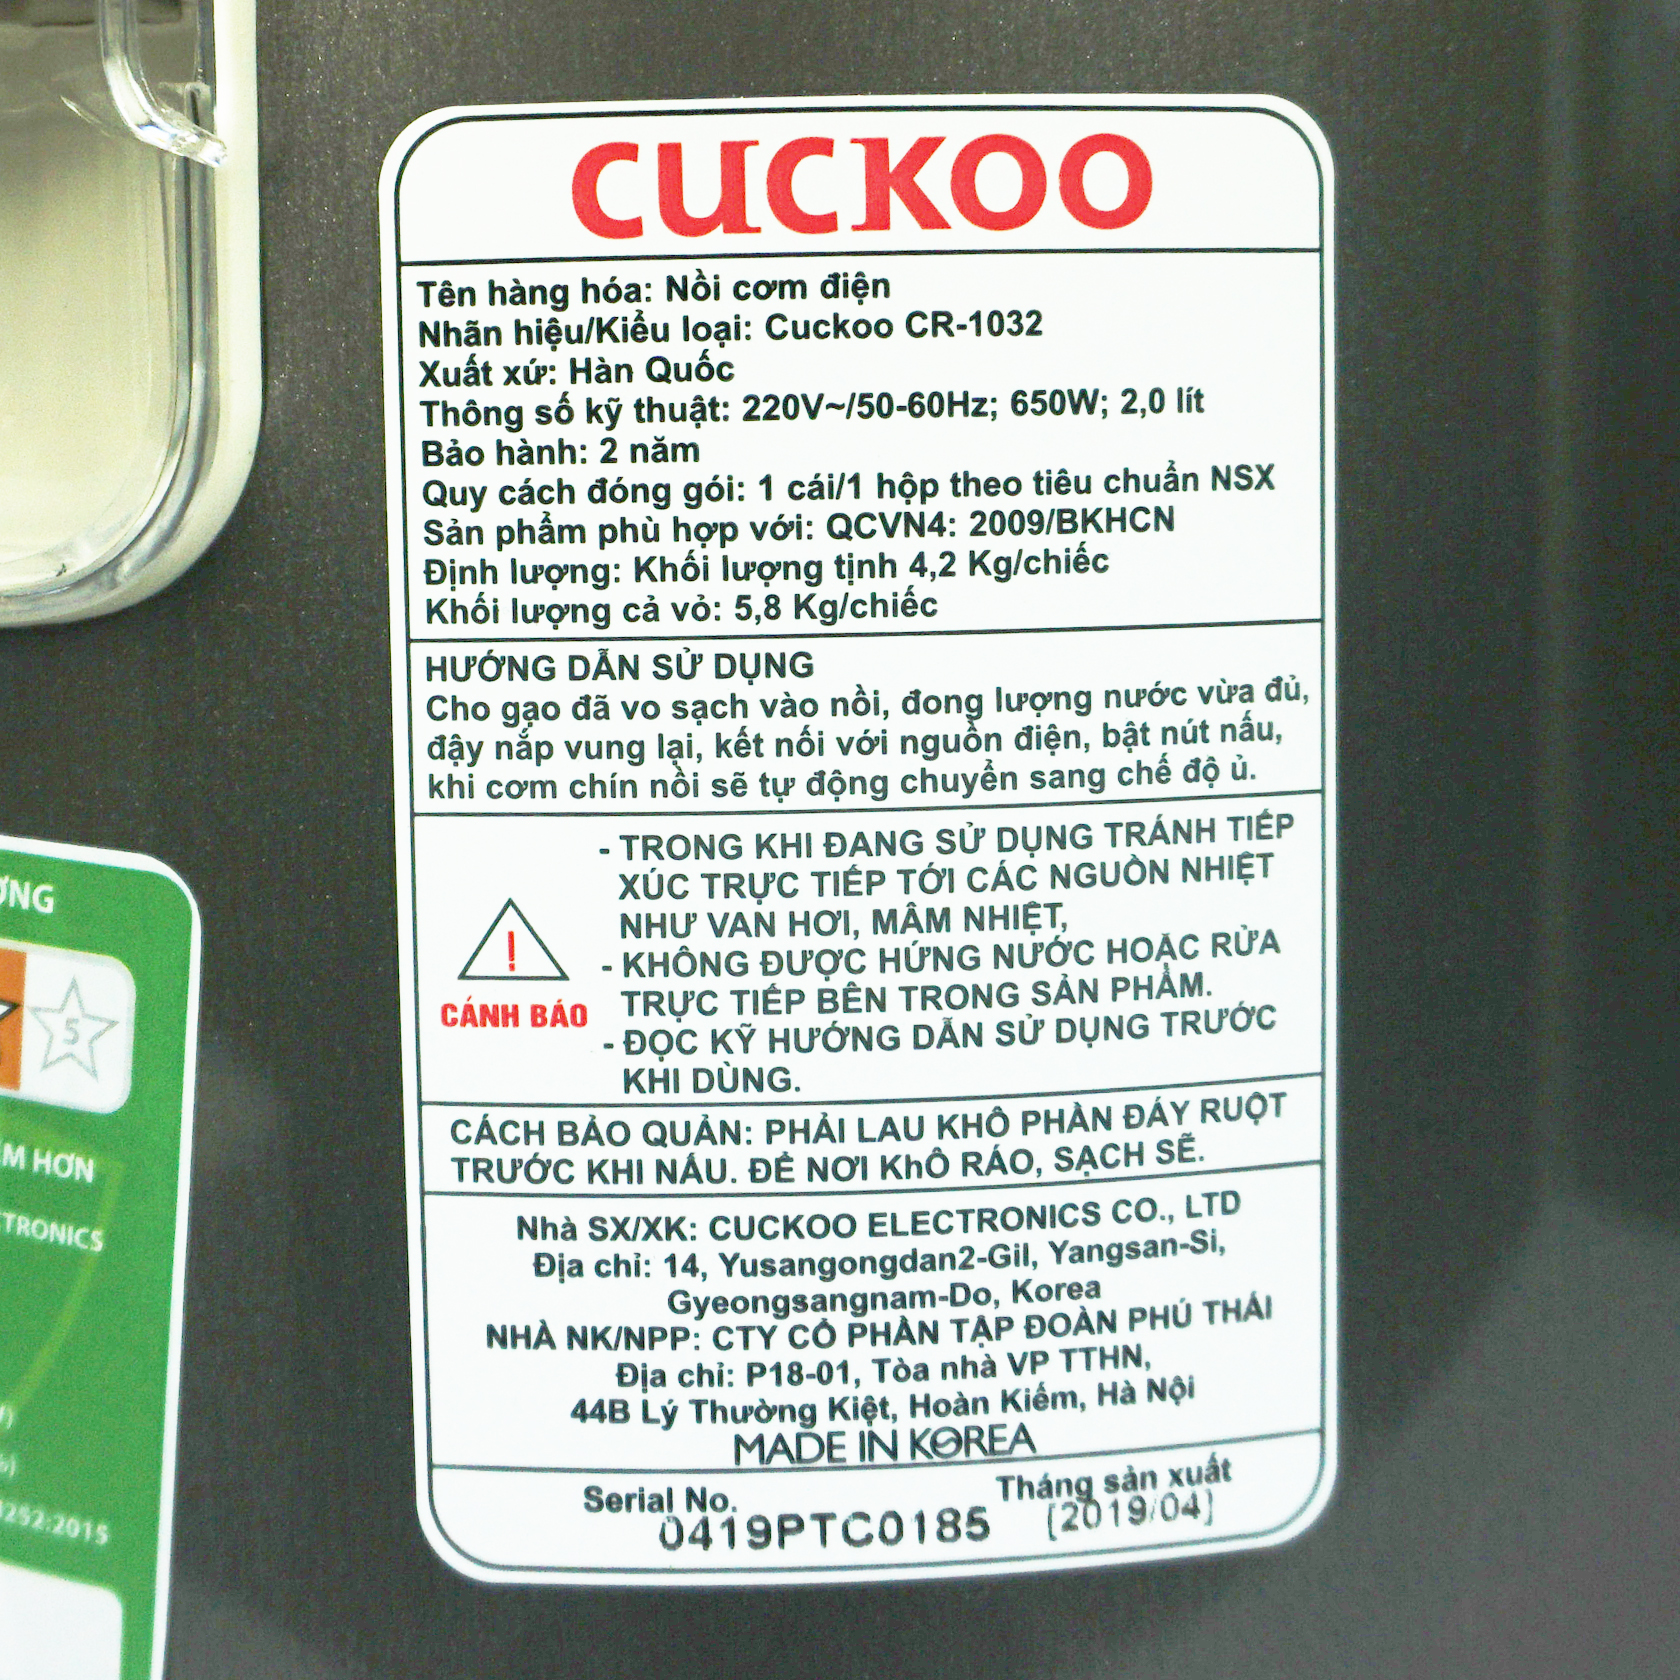 CUCKOO
Tên hàng hóa: Nồi cơm điện
Nhãn hiệu/Kiểu loại: Cuckoo CR-1032
Xuất xứ: Hàn Quốc
Thông số kỹ thuật: 220V~/50-60Hz; 650W; 2,0 lít
Bảo hành: 2 năm
Quy cách đóng gói: 1 cái/1 hộp theo tiêu chuẩn NSX
Sản phẩm phù hợp với: QCVN4: 2009/BKHCN
Định lượng: Khối lượng tịnh 4,2 Kg/chiếc
Khối lượng cả vỏ: 5,8 Kg/chiếc
HƯỚNG DẪN SỬ DỤNG
Cho gạo đã vo sạch vào nồi, đong lượng nước vừa đủ,
đậy nắp vung lại, kết nối với nguồn điện, bật nút nấu,
khi cơm chín nồi sẽ tự động chuyển sang chế độ ủ.
- TRONG KHI ĐANG SỬ DỤNG TRÁNH TIẾP
XÚC TRỰC TIẾP TỚI CÁC NGUỒN NHIỆT
NHƯ VAN HƠI, MÂM NHIỆT,
- KHÔNG ĐƯỢC HỨNG NƯỚC HOẶC RỬA
TRỰC TIẾP BÊN TRONG SẢN PHẨM.
- ĐỌC KỸ HƯỚNG DẪN SỬ DỤNG TRƯỚC
KHI DÙNG.
!
CẢNH BÁO
CÁCH BẢO QUẢN: PHẢI LAU KHÔ PHẦN ĐÁY RUỘT
TRƯỚC KHI NẤU. ĐỂ NƠI KhÔ RÁO, SẠCH SẼ.
Nhà SX/XK: CUCKOO ELECTRONICS CO., LTD
Địa chỉ: 14, Yusangongdan2-Gil, Yangsan-Si,
Gyeongsangnam-Do, Korea
NHÀ NK/NPP: CTY CỔ PHẦN TẬP ĐOÀN PHÚ THÁI
Địa chỉ: P18-01, Tòa nhà VP TTHN,
44B Lý Thường Kiệt, Hoàn Kiếm, Hà Nội
MADE IN KOREA
Serial No. Tháng sản xuất
0419PTC0185 [2019/04]
5
HƠN
:2015